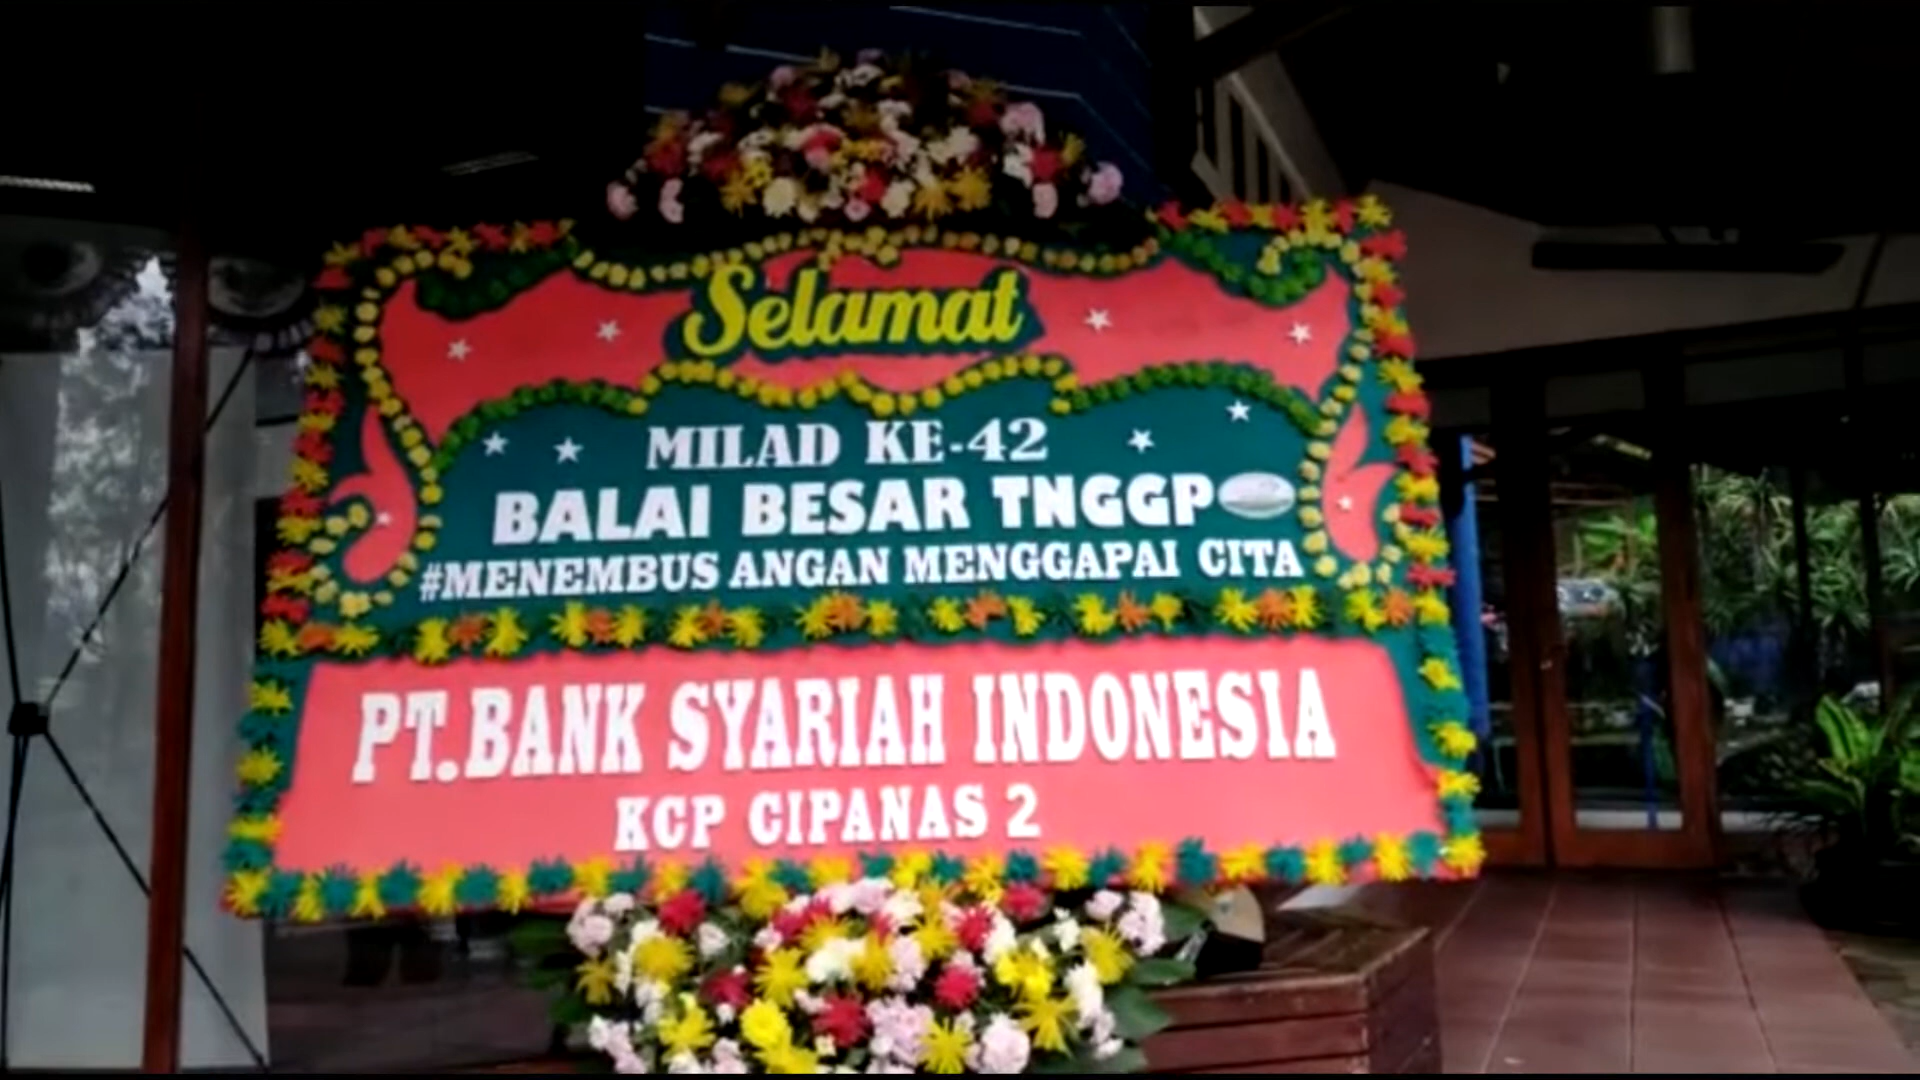 Selamat
MILAD KE-42
BALAI BESAR TNGGP
#MENEMBUS ANGAN MENGGAPAI CITA
PT.BANK SYARIAH INDONESIA
KCP CIPANAS 2